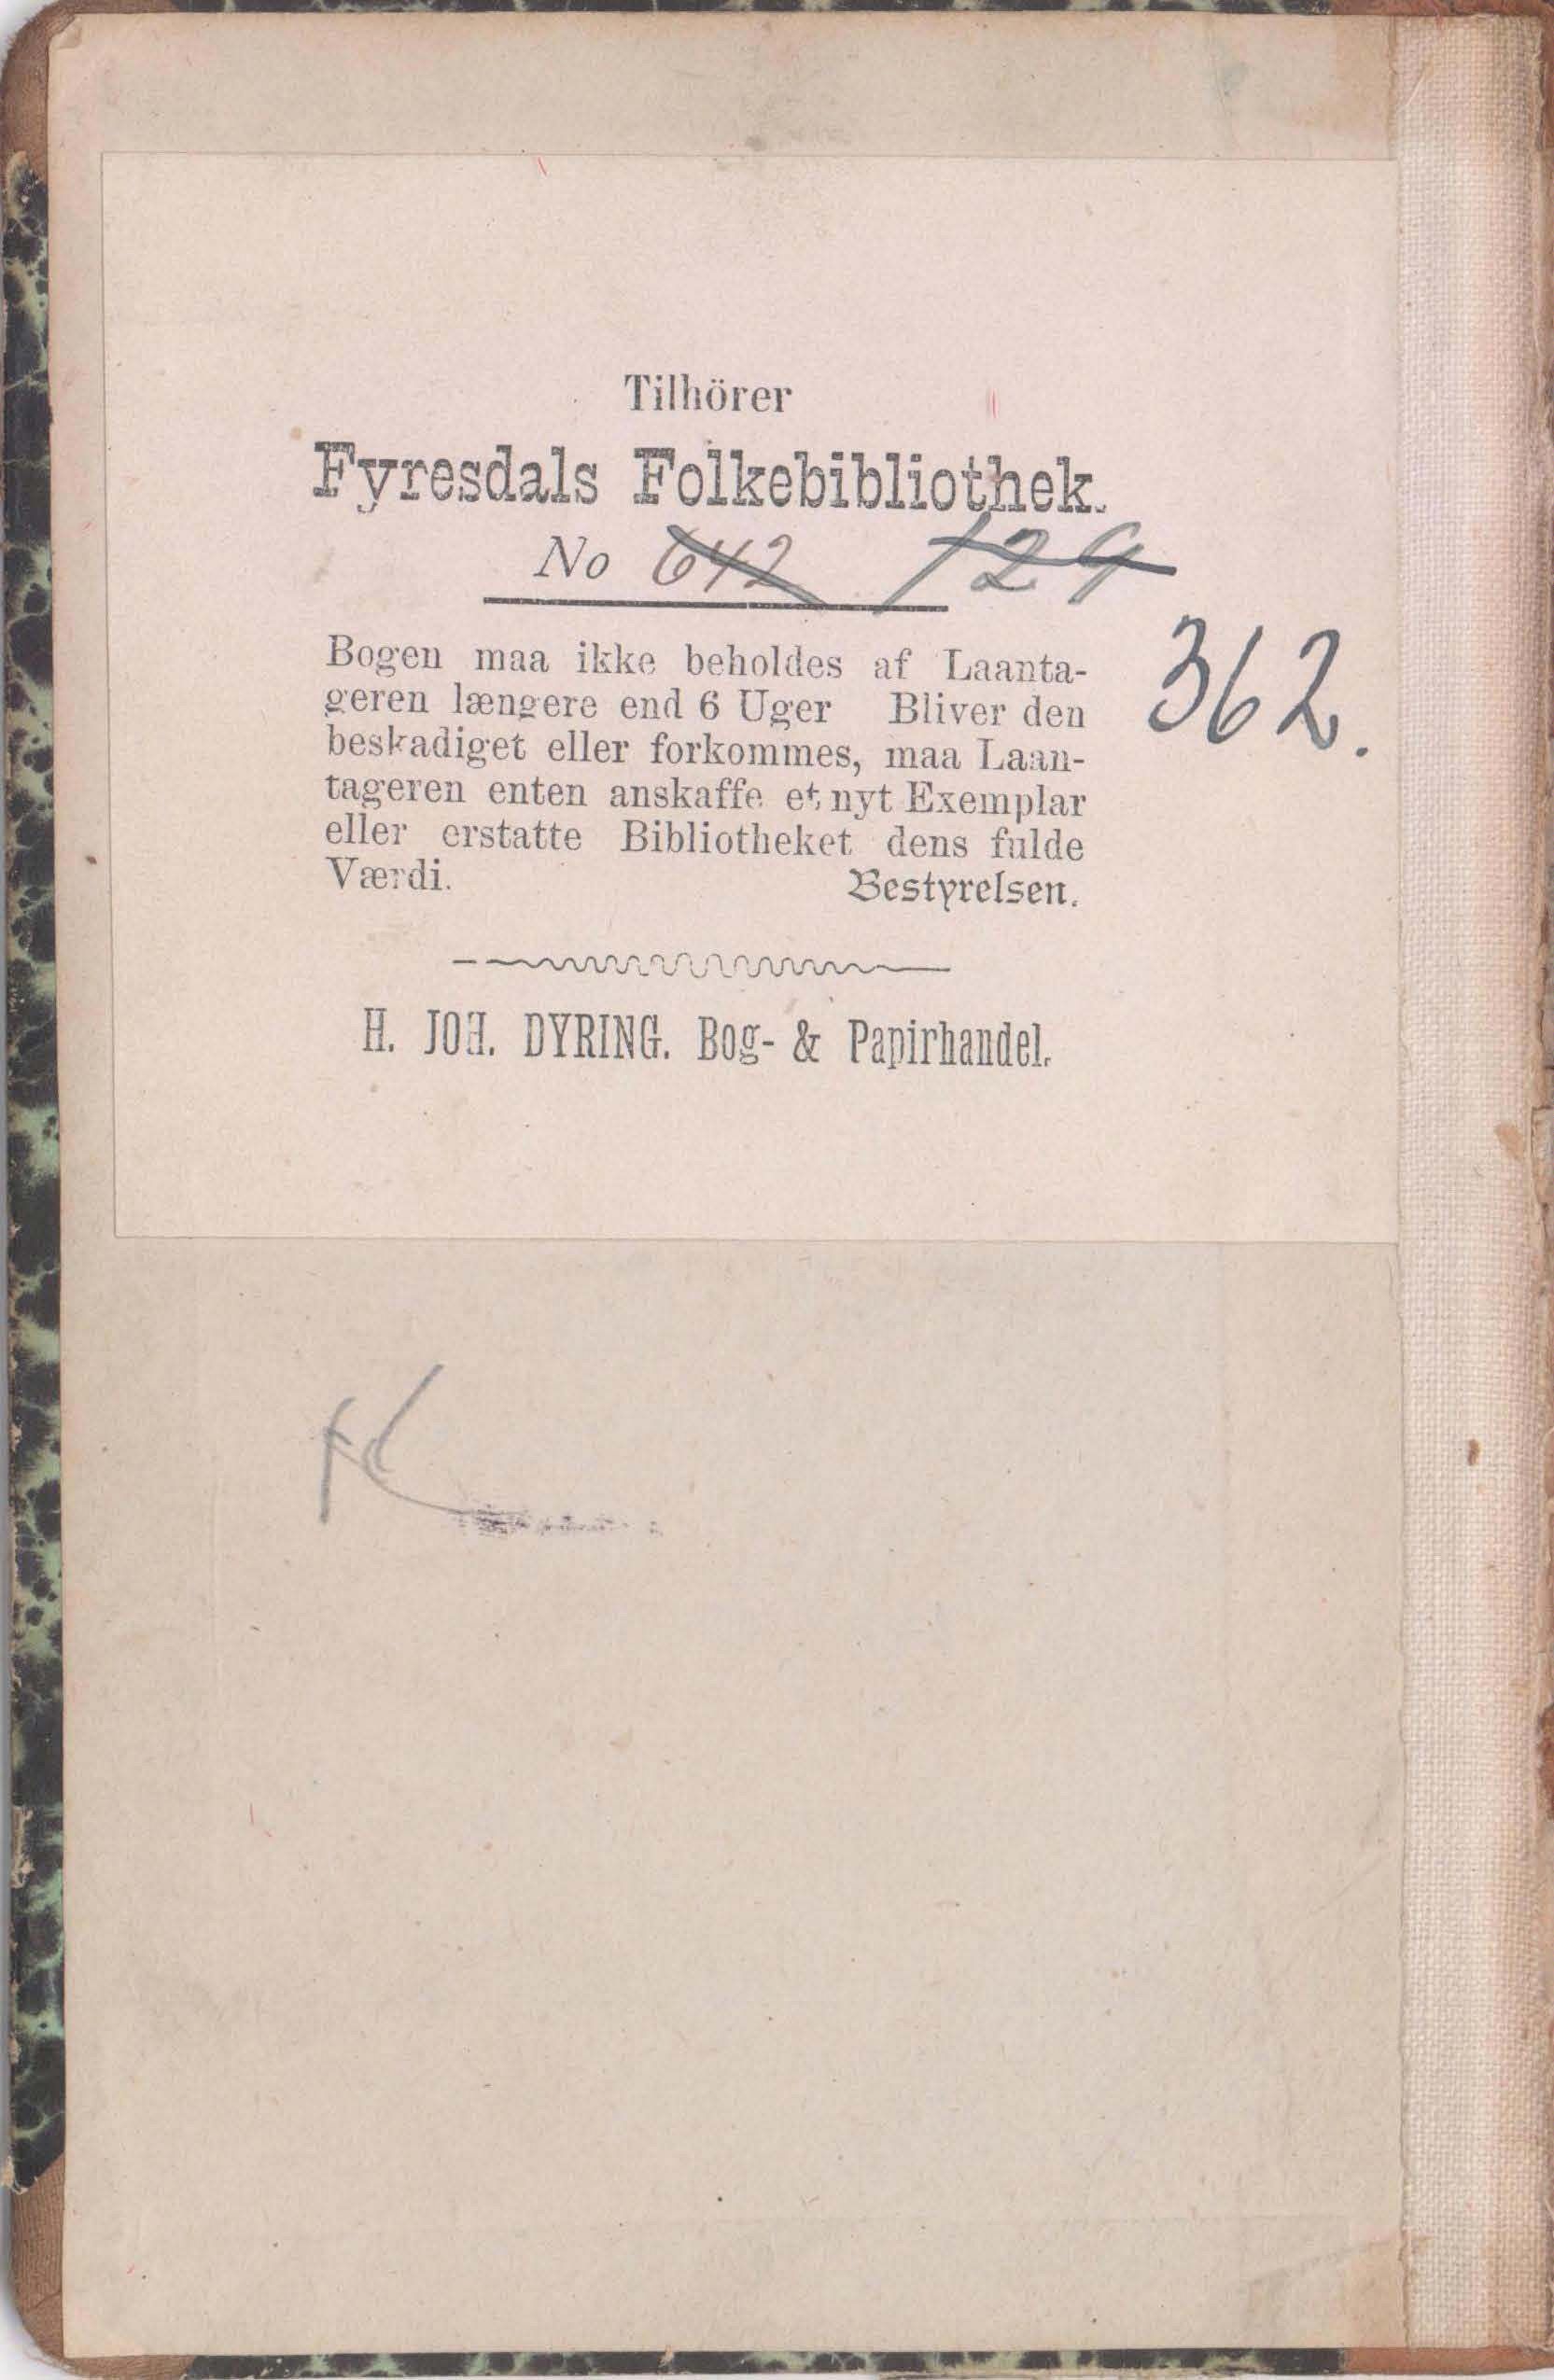 Tilhörer
Fyresdals Folkebibliothek.
No 642 129
362.
Bogen maa ikke beholdes af Laanta-
geren længere end 6 Uger Bliver den
beskadiget eller forkommes, maa Laan-
tageren enten anskaffe et nyt Exemplar
eller erstatte Bibliotheket dens fulde
Værdi. Bestyrelsen.
H. JOH. DYRING. Bog- & Papirhandel.